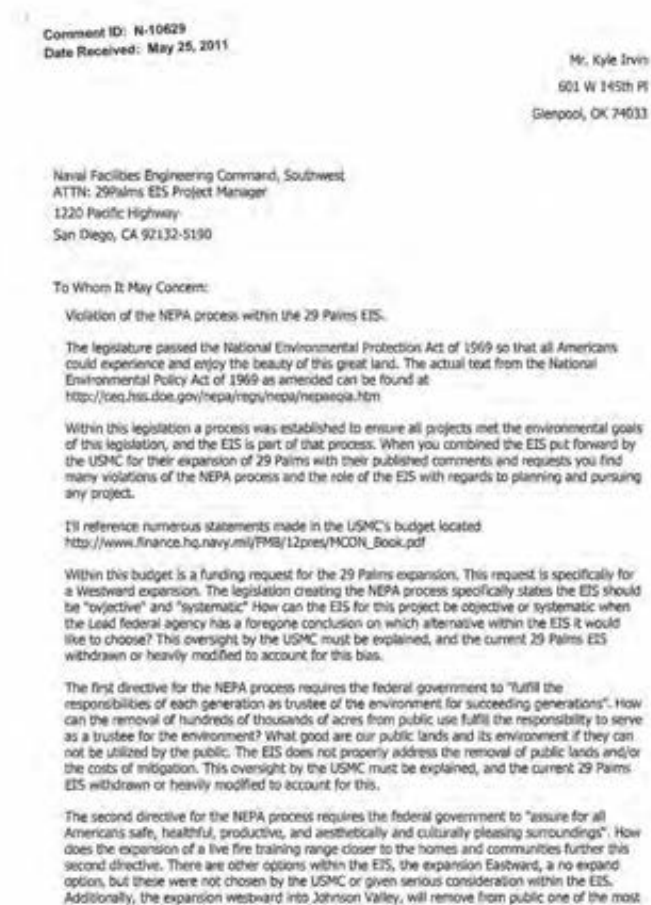 Comment ID: N-10629
Date Received: May 25, 2011
Mr. Kyle Irvin
601 W 145th Pl
Glenpool, OK 74033
Naval Facilities Engineering Command, Southwest
ATTN: 29Palms EIS Project Manager
1220 Pacific Highway
San Diego, CA 92132-5190
To Whom It May Concern:
Violation of the NEPA process within the 29 Palms EIS.
The legislature passed the National Environmental Protection Act of 1969 so that all Americans
could experience and enjoy the beauty of this great land. The actual text from the National
Environmental Policy Act of 1969 as amended can be found at
http://ceq.hss.doe.gov/nepa/regs/nepa/nepaeqia.htm
Within this legislation a process was established to ensure all projects met the environmental goals
of this legislation, and the EIS is part of that process. When you combined the EIS put forward by
the USMC for their expansion of 29 Palms with their published comments and requests you find
many violations of the NEPA process and the role of the EIS with regards to planning and pursuing
any project.
I'll reference numerous statements made in the USMC's budget located
http://www.finance.hq.navy.mil/FMB/12pres/MCON_Book.pdf
Within this budget is a funding request for the 29 Palms expansion. This request is specifically for
a Westward expansion. The legislation creating the NEPA process specifically states the EIS should
be "ovjective" and "systematic" How can the EIS for this project be objective or systematic when
the Lead federal agency has a foregone conclusion on which alternative within the EIS it would
like to choose? This oversight by the USMC must be explained, and the current 29 Palms EIS
withdrawn or heavily modified to account for this bias.
The first directive for the NEPA process requires the federal government to "fulfill the
responsibilities of each generation as trustee of the environment for succeeding generations". How
can the removal of hundreds of thousands of acres from public use fulfill the responsibility to serve
as a trustee for the environment? What good are our public lands and its environment if they can
not be utilized by the public. The EIS does not properly address the removal of public lands and/or
the costs of mitigation. This oversight by the USMC must be explained, and the current 29 Palms
EIS withdrawn or heavily modified to account for this.
The second directive for the NEPA process requires the federal government to "assure for all
Americans safe, healthful, productive, and aesthetically and culturally pleasing surroundings". How
does the expansion of a live fire training range closer to the homes and communities further this
second directive. There are other options within the EIS, the expansion Eastward, a no expand
option, but these were not chosen by the USMC or given serious consideration within the EIS.
Additionally, the expansion westward into Johnson Valley, will remove from public one of the most